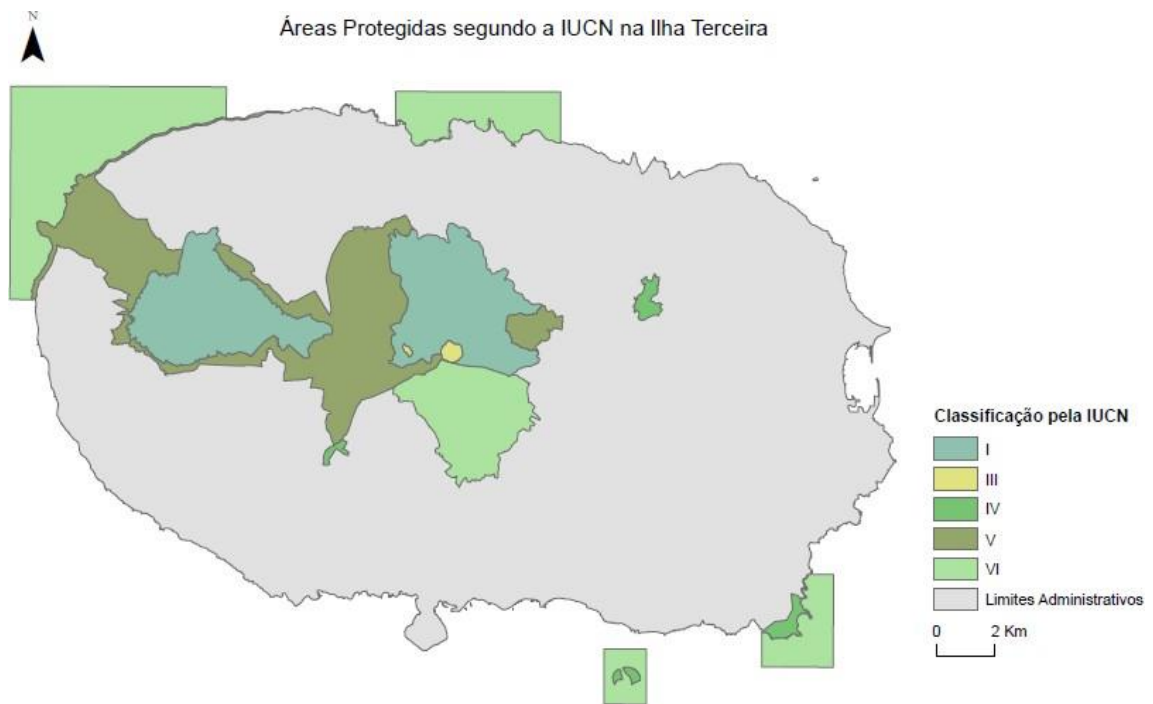 N
Áreas Protegidas segundo a IUCN na Ilha Terceira
Classificação pela IUCN
I
III
IV
V
VI
Limites Administrativos
0 2 Km